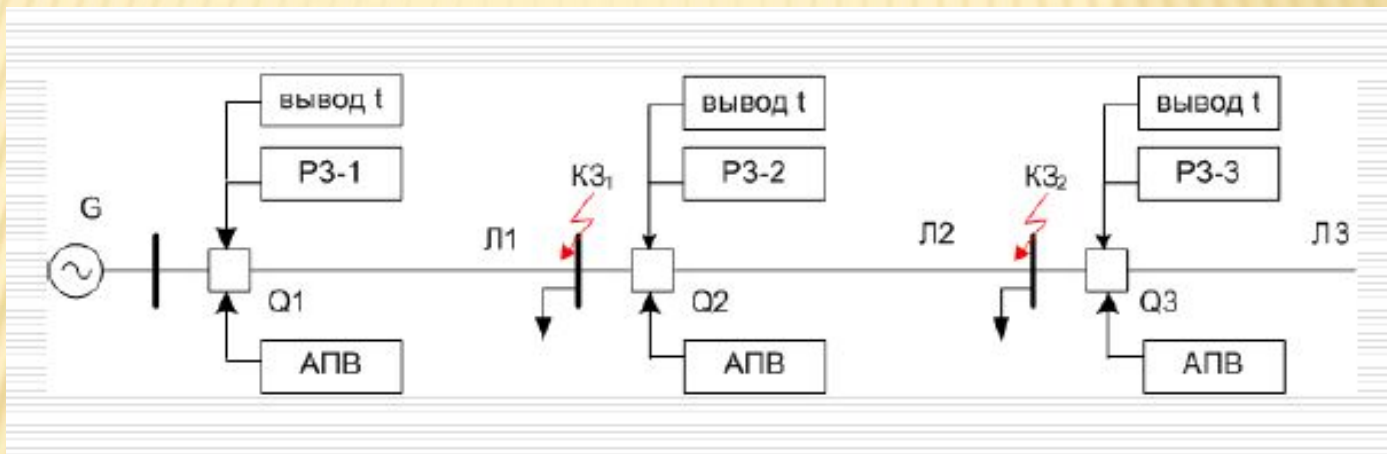 вывод t
вывод t
вывод t
РЗ-1
КЗ₁
РЗ-2
КЗ₂
РЗ-3
G
Л1
Л2
Л3
Q1
Q2
Q3
АПВ
АПВ
АПВ